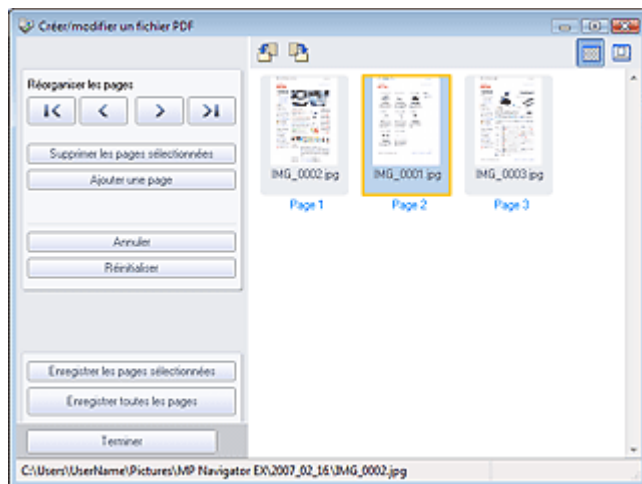 Créer/modifier un fichier PDF
Réorganiser les pages
Supprimer les pages sélectionnées
Ajouter une page
Annuler
Réinitialiser
Enregistrer les pages sélectionnées
Enregistrer toutes les pages
Terminer
IMG_0002.jpg IMG_0001.jpg IMG_0003.jpg
Page 1 Page 2 Page 3
C:\Users\UserName\Pictures\MP Navigator EX\2007_02_16\IMG_0002.jpg